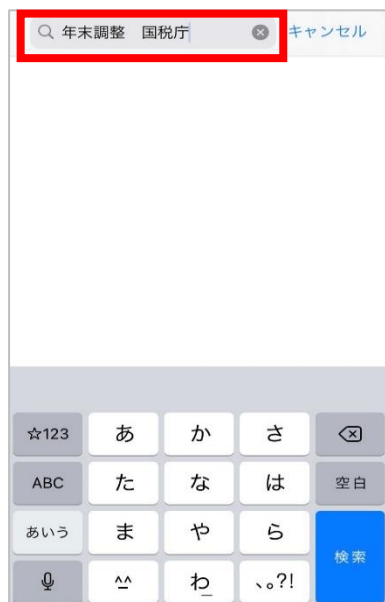 年末調整　国税庁 キャンセル
☆123 あ か さ
ABC た な は 空白
あいう ま や ら
検索
^^ わ_ 、。?!